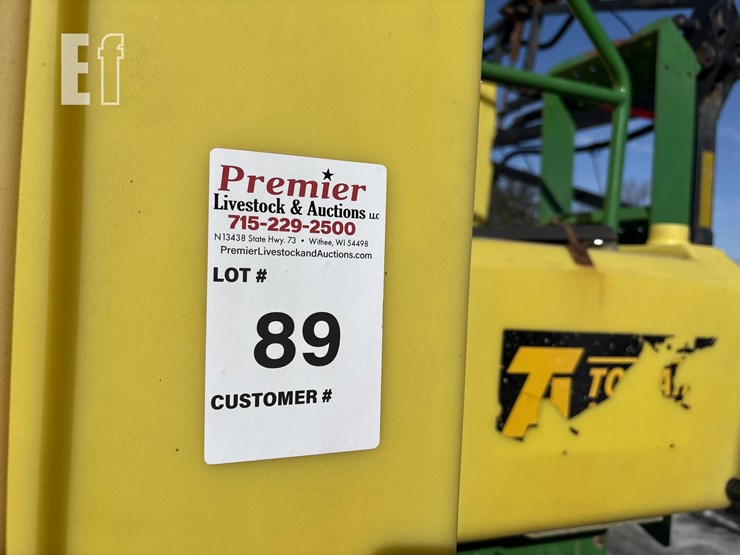 Ef
Premier
Livestock & Auctions LLC
715-229-2500
N13438 State Hwy. 73 • Withee, WI 54498
PremierLivestockandAuctions.com
LOT #
89
CUSTOMER #